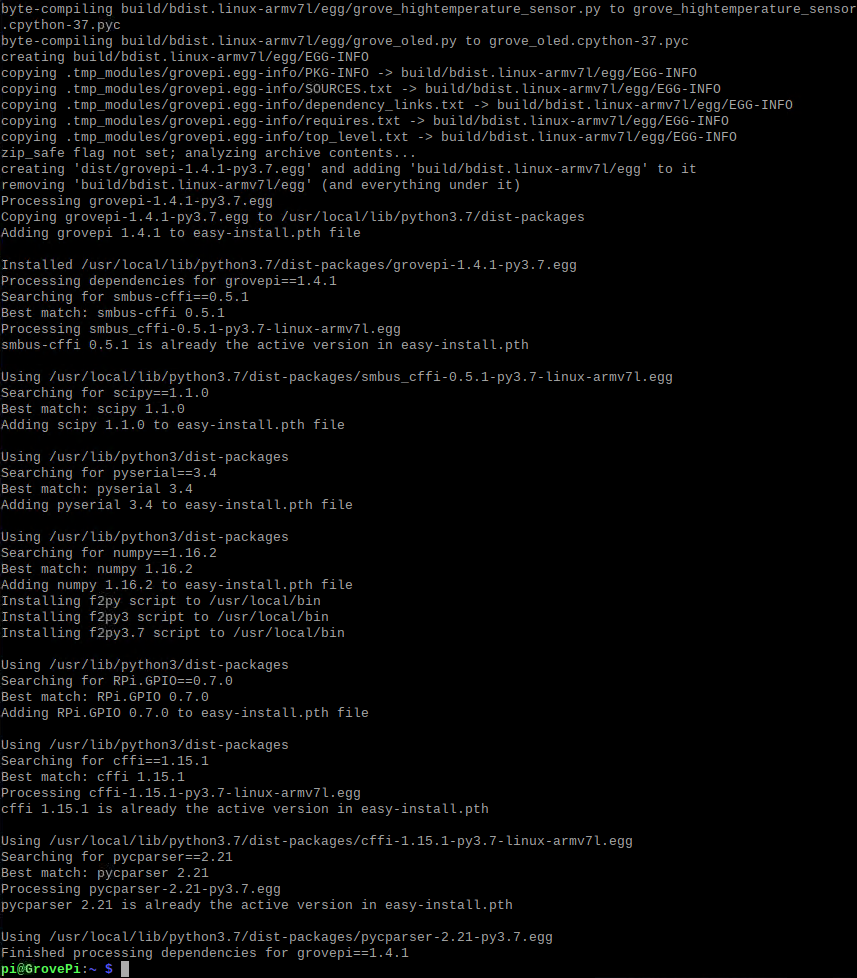 byte-compiling build/bdist.linux-armv7l/egg/grove_hightemperature_sensor.py to grove_hightemperature_sensor
.cpython-37.pyc
byte-compiling build/bdist.linux-armv7l/egg/grove_oled.py to grove_oled.cpython-37.pyc
creating build/bdist.linux-armv7l/egg/EGG-INFO
copying .tmp_modules/grovepi.egg-info/PKG-INFO -> build/bdist.linux-armv7l/egg/EGG-INFO
copying .tmp_modules/grovepi.egg-info/SOURCES.txt -> build/bdist.linux-armv7l/egg/EGG-INFO
copying .tmp_modules/grovepi.egg-info/dependency_links.txt -> build/bdist.linux-armv7l/egg/EGG-INFO
copying .tmp_modules/grovepi.egg-info/requires.txt -> build/bdist.linux-armv7l/egg/EGG-INFO
copying .tmp_modules/grovepi.egg-info/top_level.txt -> build/bdist.linux-armv7l/egg/EGG-INFO
zip_safe flag not set; analyzing archive contents...
creating 'dist/grovepi-1.4.1-py3.7.egg' and adding 'build/bdist.linux-armv7l/egg' to it
removing 'build/bdist.linux-armv7l/egg' (and everything under it)
Processing grovepi-1.4.1-py3.7.egg
Copying grovepi-1.4.1-py3.7.egg to /usr/local/lib/python3.7/dist-packages
Adding grovepi 1.4.1 to easy-install.pth file

Installed /usr/local/lib/python3.7/dist-packages/grovepi-1.4.1-py3.7.egg
Processing dependencies for grovepi==1.4.1
Searching for smbus-cffi==0.5.1
Best match: smbus-cffi 0.5.1
Processing smbus_cffi-0.5.1-py3.7-linux-armv7l.egg
smbus-cffi 0.5.1 is already the active version in easy-install.pth

Using /usr/local/lib/python3.7/dist-packages/smbus_cffi-0.5.1-py3.7-linux-armv7l.egg
Searching for scipy==1.1.0
Best match: scipy 1.1.0
Adding scipy 1.1.0 to easy-install.pth file

Using /usr/lib/python3/dist-packages
Searching for pyserial==3.4
Best match: pyserial 3.4
Adding pyserial 3.4 to easy-install.pth file

Using /usr/lib/python3/dist-packages
Searching for numpy==1.16.2
Best match: numpy 1.16.2
Adding numpy 1.16.2 to easy-install.pth file
Installing f2py script to /usr/local/bin
Installing f2py3 script to /usr/local/bin
Installing f2py3.7 script to /usr/local/bin

Using /usr/lib/python3/dist-packages
Searching for RPi.GPIO==0.7.0
Best match: RPi.GPIO 0.7.0
Adding RPi.GPIO 0.7.0 to easy-install.pth file

Using /usr/lib/python3/dist-packages
Searching for cffi==1.15.1
Best match: cffi 1.15.1
Processing cffi-1.15.1-py3.7-linux-armv7l.egg
cffi 1.15.1 is already the active version in easy-install.pth

Using /usr/local/lib/python3.7/dist-packages/cffi-1.15.1-py3.7-linux-armv7l.egg
Searching for pycparser==2.21
Best match: pycparser 2.21
Processing pycparser-2.21-py3.7.egg
pycparser 2.21 is already the active version in easy-install.pth

Using /usr/local/lib/python3.7/dist-packages/pycparser-2.21-py3.7.egg
Finished processing dependencies for grovepi==1.4.1
pi@GrovePi:~ $